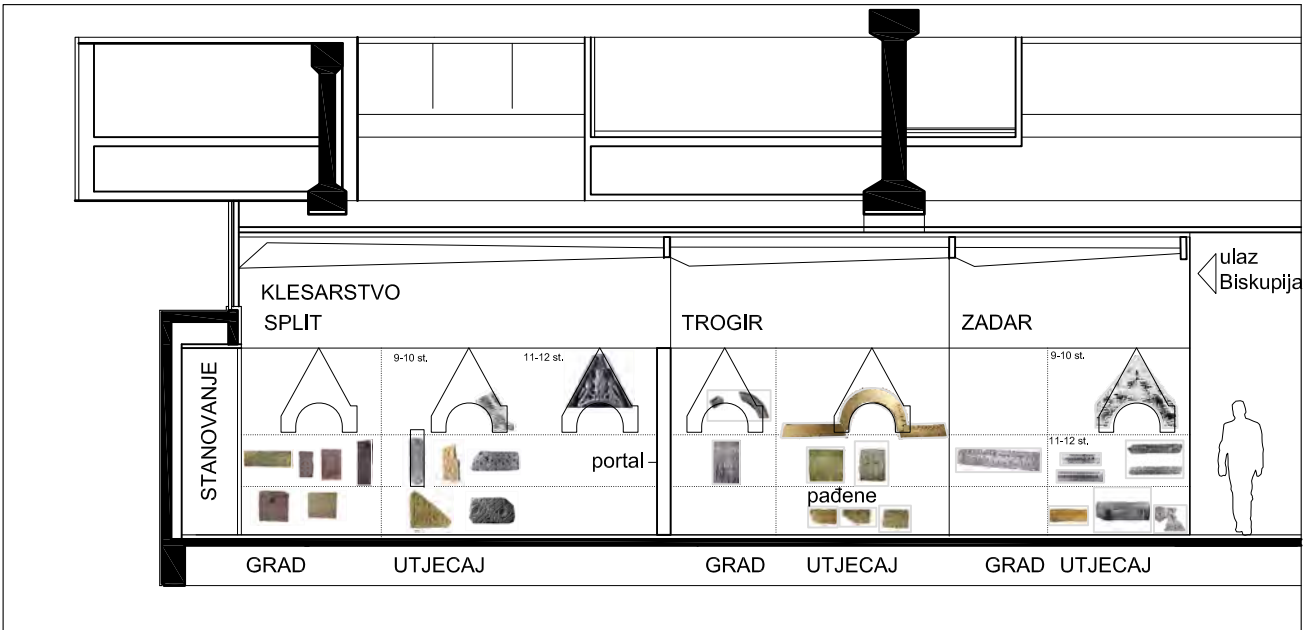 ulaz
Biskupija
KLESARSTVO
SPLIT
TROGIR
ZADAR
9-10 st.
11-12 st.
9-10 st.
STANOVANJE
11-12 st.
portal
pađene
GRAD
UTJECAJ
GRAD
UTJECAJ
GRAD
UTJECAJ